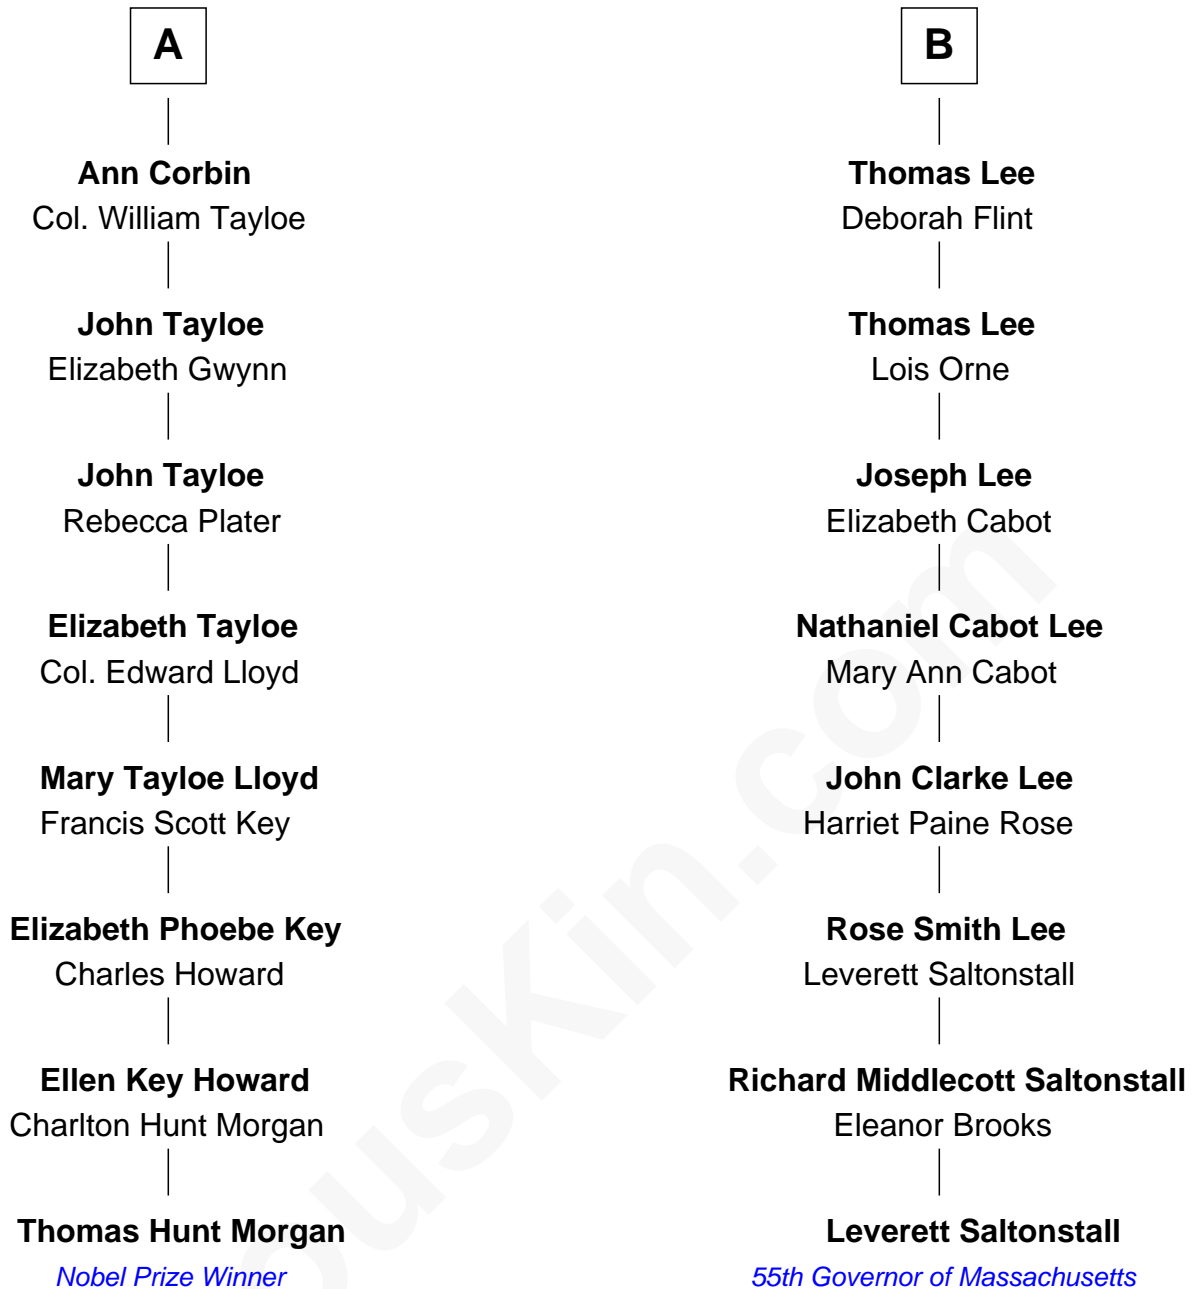 A
Ann Corbin
Col. William Tayloe
John Tayloe
Elizabeth Gwynn
John Tayloe
Rebecca Plater
Elizabeth Tayloe
Col. Edward Lloyd
Mary Tayloe Lloyd
Francis Scott Key
Elizabeth Phoebe Key
Charles Howard
Ellen Key Howard
Charlton Hunt Morgan
Thomas Hunt Morgan
Nobel Prize Winner
B
Thomas Lee
Deborah Flint
Thomas Lee
Lois Orne
Joseph Lee
Elizabeth Cabot
Nathaniel Cabot Lee
Mary Ann Cabot
John Clarke Lee
Harriet Paine Rose
Rose Smith Lee
Leverett Saltonstall
Richard Middlecott Saltonstall
Eleanor Brooks
Leverett Saltonstall
55th Governor of Massachusetts
ousKin.com